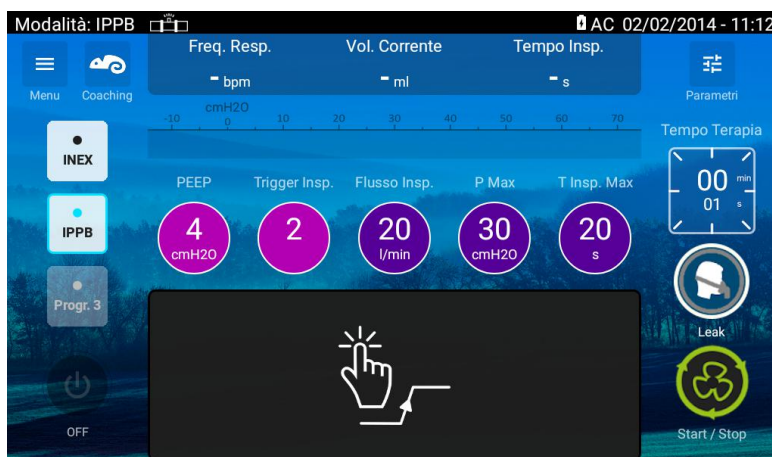 Modalità: IPPB
AC 02/02/2014 - 11:12
Menu
Coaching
Freq. Resp.
- bpm
Vol. Corrente
- ml
Tempo Insp.
- s
Parametri
cmH2O
-10 0 10 20 30 40 50 60 70
INEX
IPPB
Progr. 3
OFF
PEEP
4
cmH2O
Trigger Insp.
2
Flusso Insp.
20
l/min
P Max
30
cmH2O
T Insp. Max
20
s
Tempo Terapia
00 min
01 s
Leak
Start / Stop